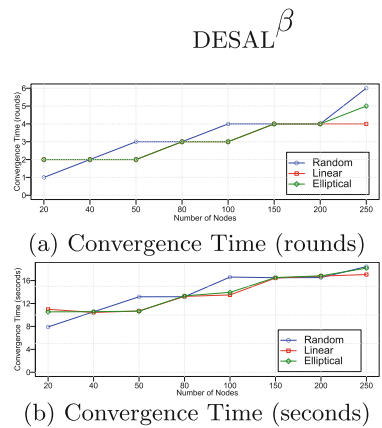 DESAL^β
Convergence Time (rounds)
6
5
4
3
2
1
0
Random
Linear
Elliptical
20 40 50 80 100 150 200 250
Number of Nodes
(a) Convergence Time (rounds)
Convergence Time (seconds)
16
12
8
4
0
Random
Linear
Elliptical
20 40 50 80 100 150 200 250
Number of Nodes
(b) Convergence Time (seconds)